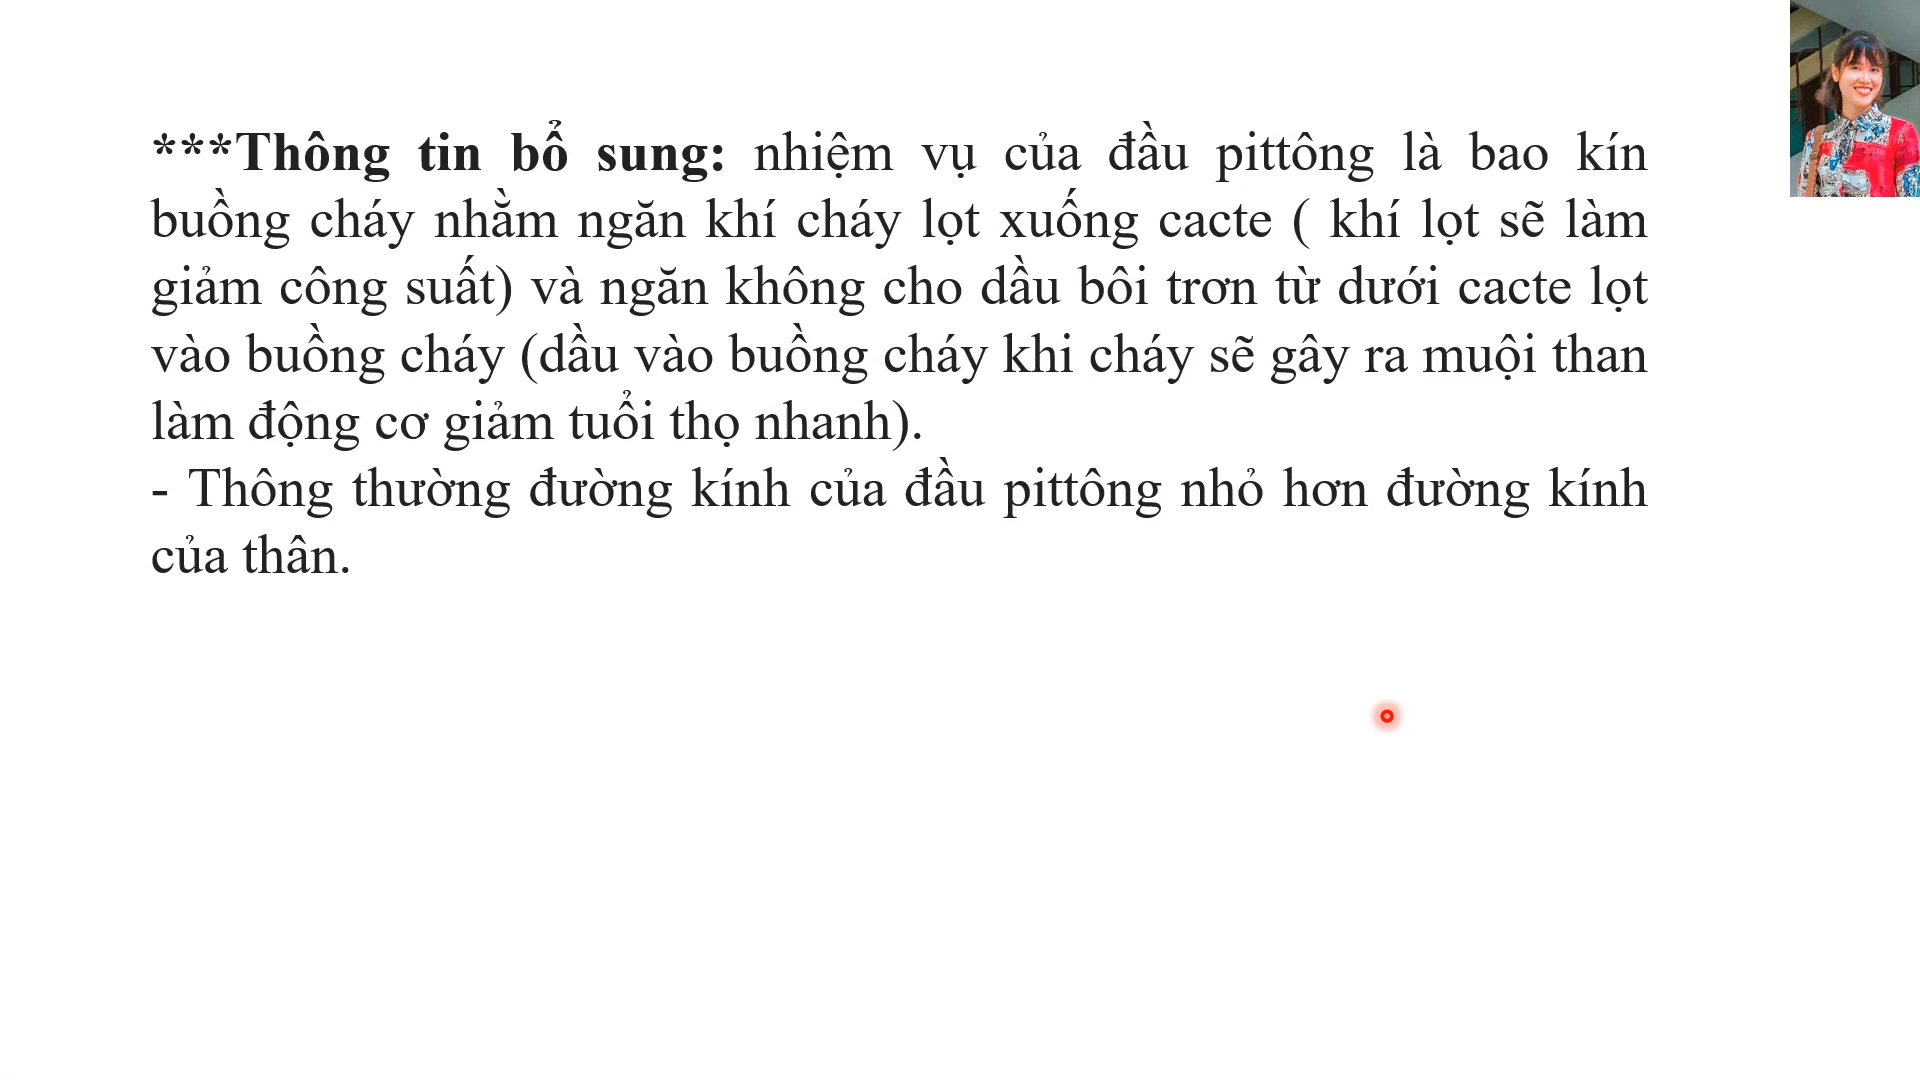 ***Thông tin bổ sung: nhiệm vụ của đầu pittông là bao kín
buồng cháy nhằm ngăn khí cháy lọt xuống cacte ( khí lọt sẽ làm
giảm công suất) và ngăn không cho dầu bôi trơn từ dưới cacte lọt
vào buồng cháy (dầu vào buồng cháy khi cháy sẽ gây ra muội than
làm động cơ giảm tuổi thọ nhanh).
- Thông thường đường kính của đầu pittông nhỏ hơn đường kính
của thân.